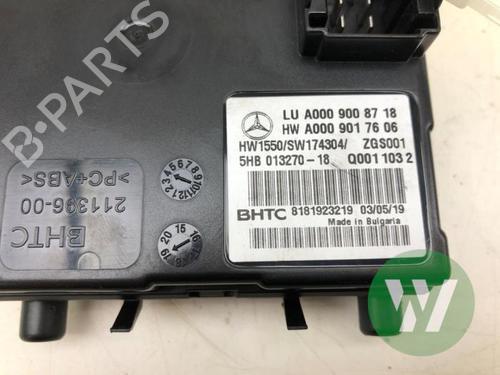 LU A000 900 87 18
HW A000 901 76 06
HW1550/SW174304/ ZGS001
5HB 013270-18 Q001 103 2
BHTC 8181923219 03/05/19
Made in Bulgaria
BHTC
211396-00
>PC+ABS<
W